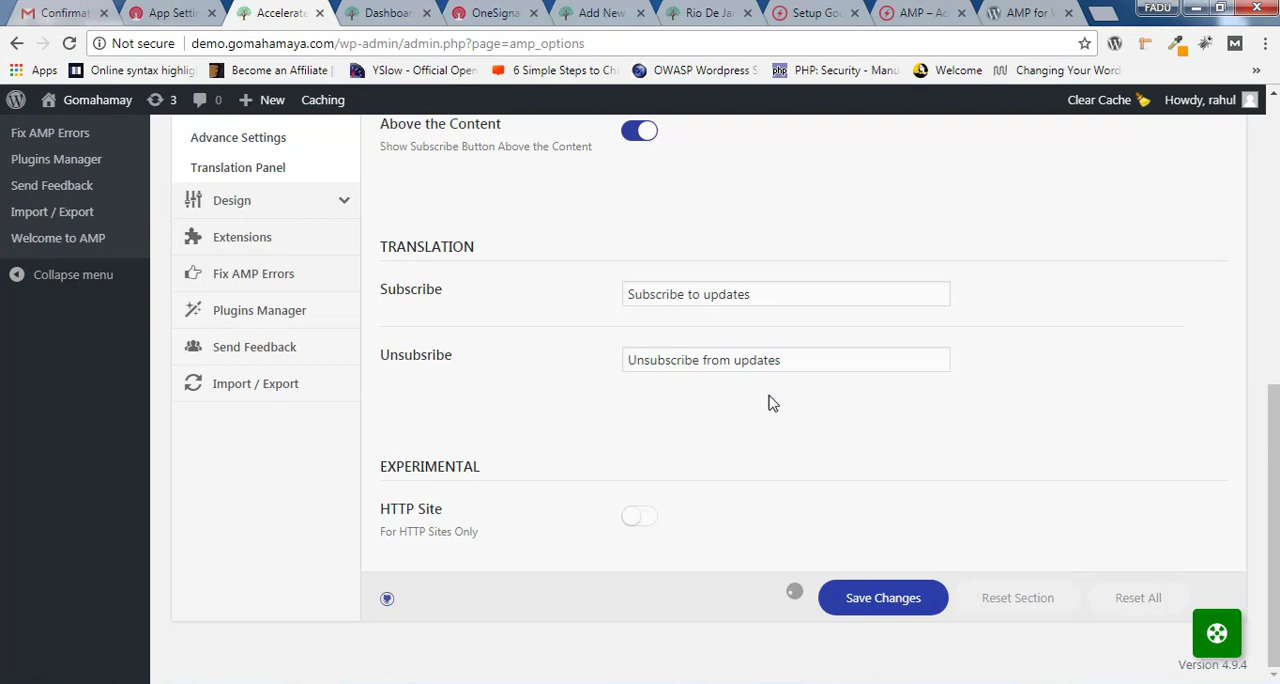 Confirmat
App Settin
Accelerate
Dashboar
OneSigna
Add New
Rio De Ja
Setup Go
AMP – Ac
AMP for W
FADU
Not secure
demo.gomahamaya.com/wp-admin/admin.php?page=amp_options
Apps
Online syntax highlig
Become an Affiliate
YSlow - Official Open
6 Simple Steps to Ch
OWASP Wordpress S
PHP: Security - Manu
Welcome
Changing Your Word
»
Gomahamay
3
0
New
Caching
Clear Cache
Howdy, rahul
Fix AMP Errors
Plugins Manager
Send Feedback
Import / Export
Welcome to AMP
Collapse menu
Advance Settings
Translation Panel
Design
Extensions
Fix AMP Errors
Plugins Manager
Send Feedback
Import / Export
Above the Content
Show Subscribe Button Above the Content
TRANSLATION
Subscribe
Subscribe to updates
Unsubsribe
Unsubscribe from updates
EXPERIMENTAL
HTTP Site
For HTTP Sites Only
Save Changes
Reset Section
Reset All
Version 4.9.4